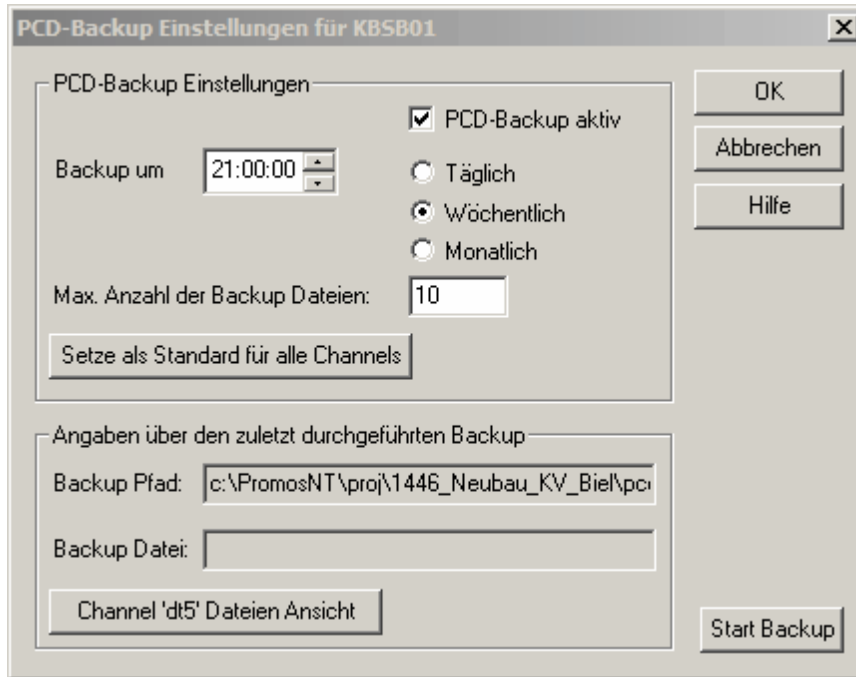 PCD-Backup Einstellungen für KBSB01
PCD-Backup Einstellungen
PCD-Backup aktiv
Backup um 21:00:00
Täglich
Wöchentlich
Monatlich
Max. Anzahl der Backup Dateien: 10
Setze als Standard für alle Channels
OK
Abbrechen
Hilfe
Angaben über den zuletzt durchgeführten Backup
Backup Pfad: c:\PromosNT\proj\1446_Neubau_KV_Biel\pc
Backup Datei:
Channel 'dt5' Dateien Ansicht
Start Backup